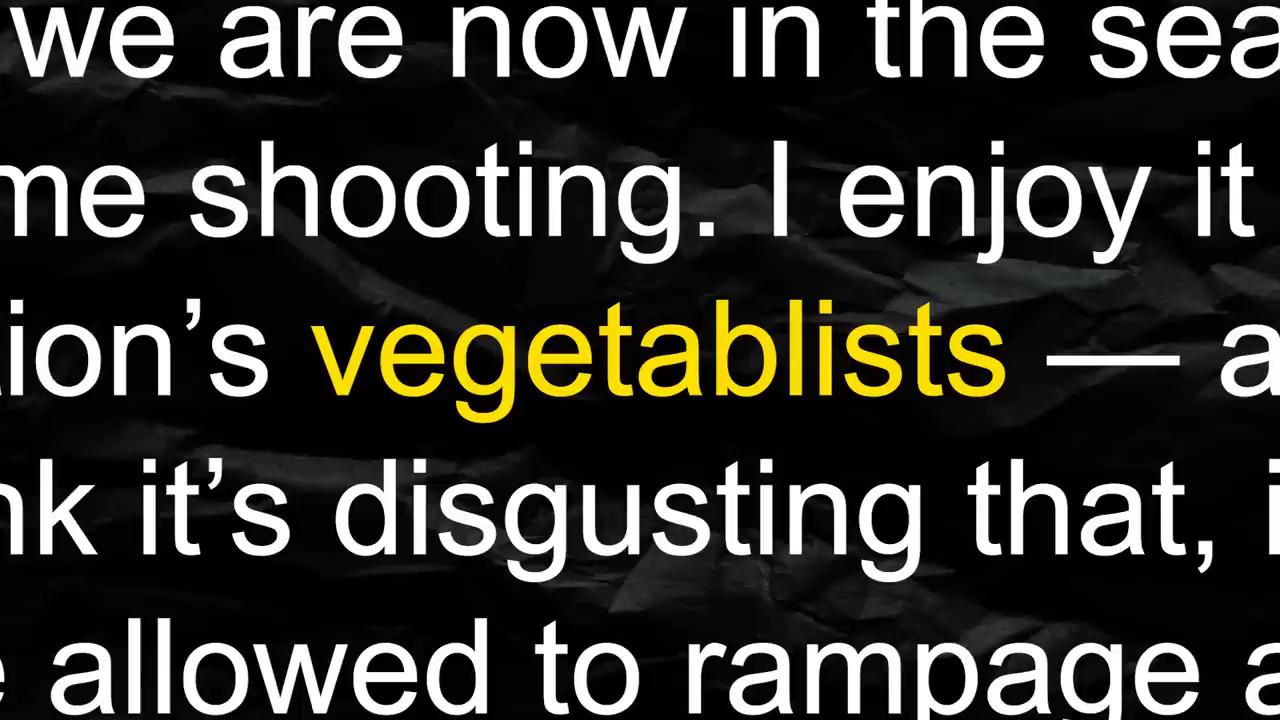 we are now in the sea
me shooting. I enjoy it
ion’s vegetablists — a
nk it’s disgusting that, i
e allowed to rampage a